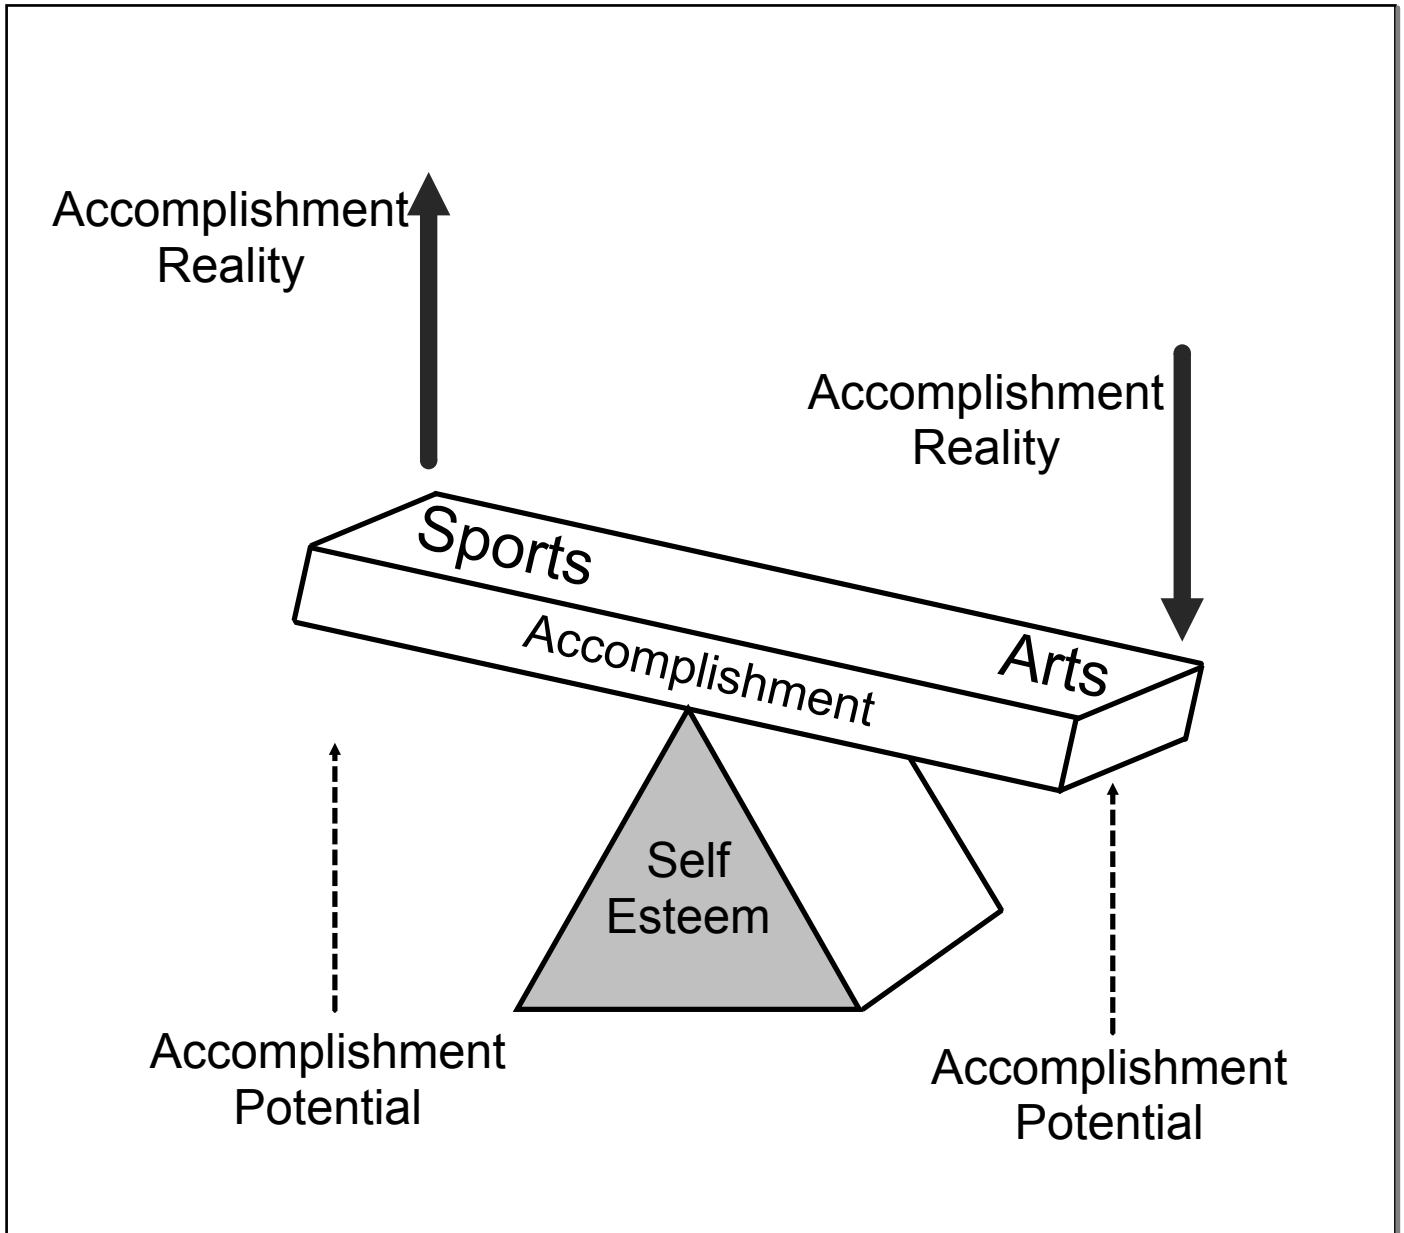 Accomplishment
Reality
Accomplishment
Reality
Sports
Arts
Accomplishment
Self
Esteem
Accomplishment
Potential
Accomplishment
Potential